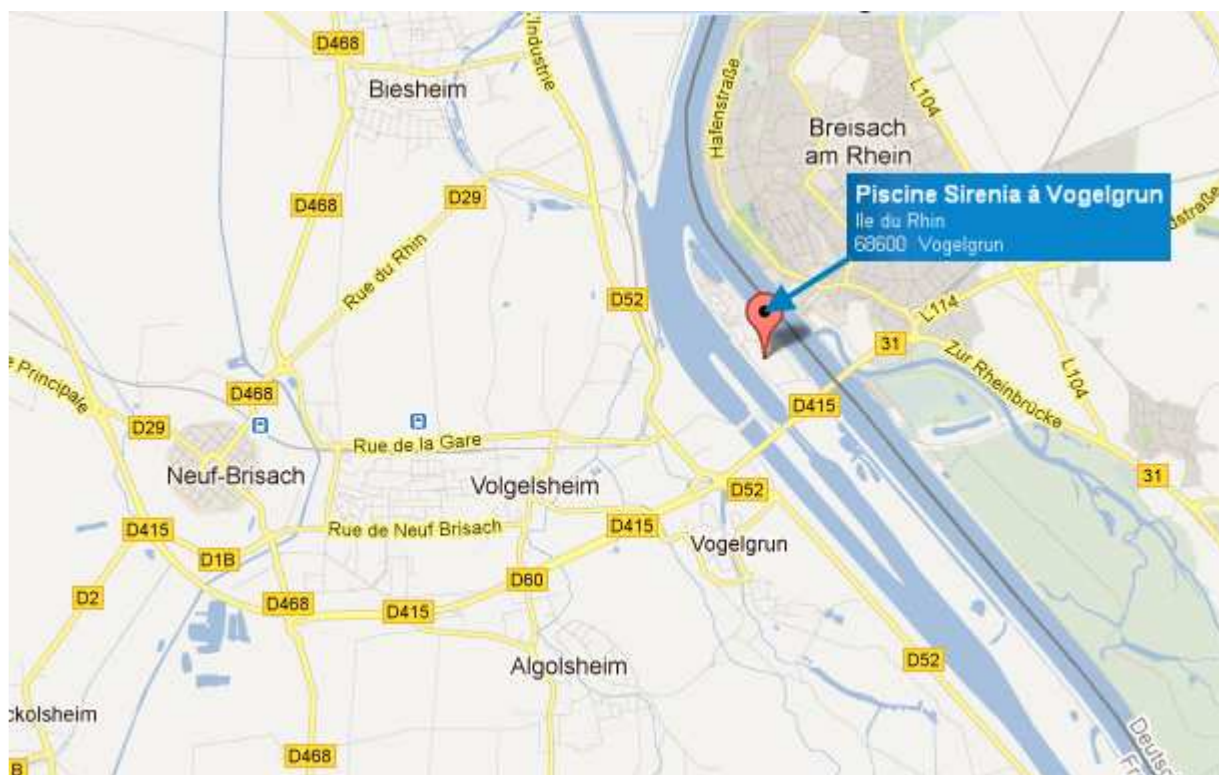 D468
l'Industrie
Biesheim
Hafenstraße
L 104
Breisach
am Rhein
Piscine Sirenia á Vogelgrun
Ile du Rhin
68600 Vogelgrun
D29
D468
Rue du Rhin
D52
L114
31
Zur Rheinbrücke
L104
e Principale
D468
D415
D29
Rue de la Gare
Neuf-Brisach
Volgelsheim
31
D52
D415
Rue de Neuf Brisach
D415
D1B
Vogelgrun
D60
D2
D468
D415
Algolsheim
D52
ckolsheim
D468
B